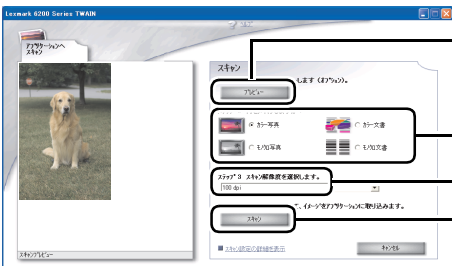 Lexmark 6200 Series TWAIN
アプリケーションへ
スキャン
スキャン
します (オプション)。
プレビュー
カラー写真
カラー文書
モノクロ写真
モノクロ文書
ステップ 3 スキャン解像度を選択します。
100 dpi
、イメージをアプリケーションに取り込みます。
スキャン
スキャン設定の詳細を表示
キャンセル
スキャンプレビュー